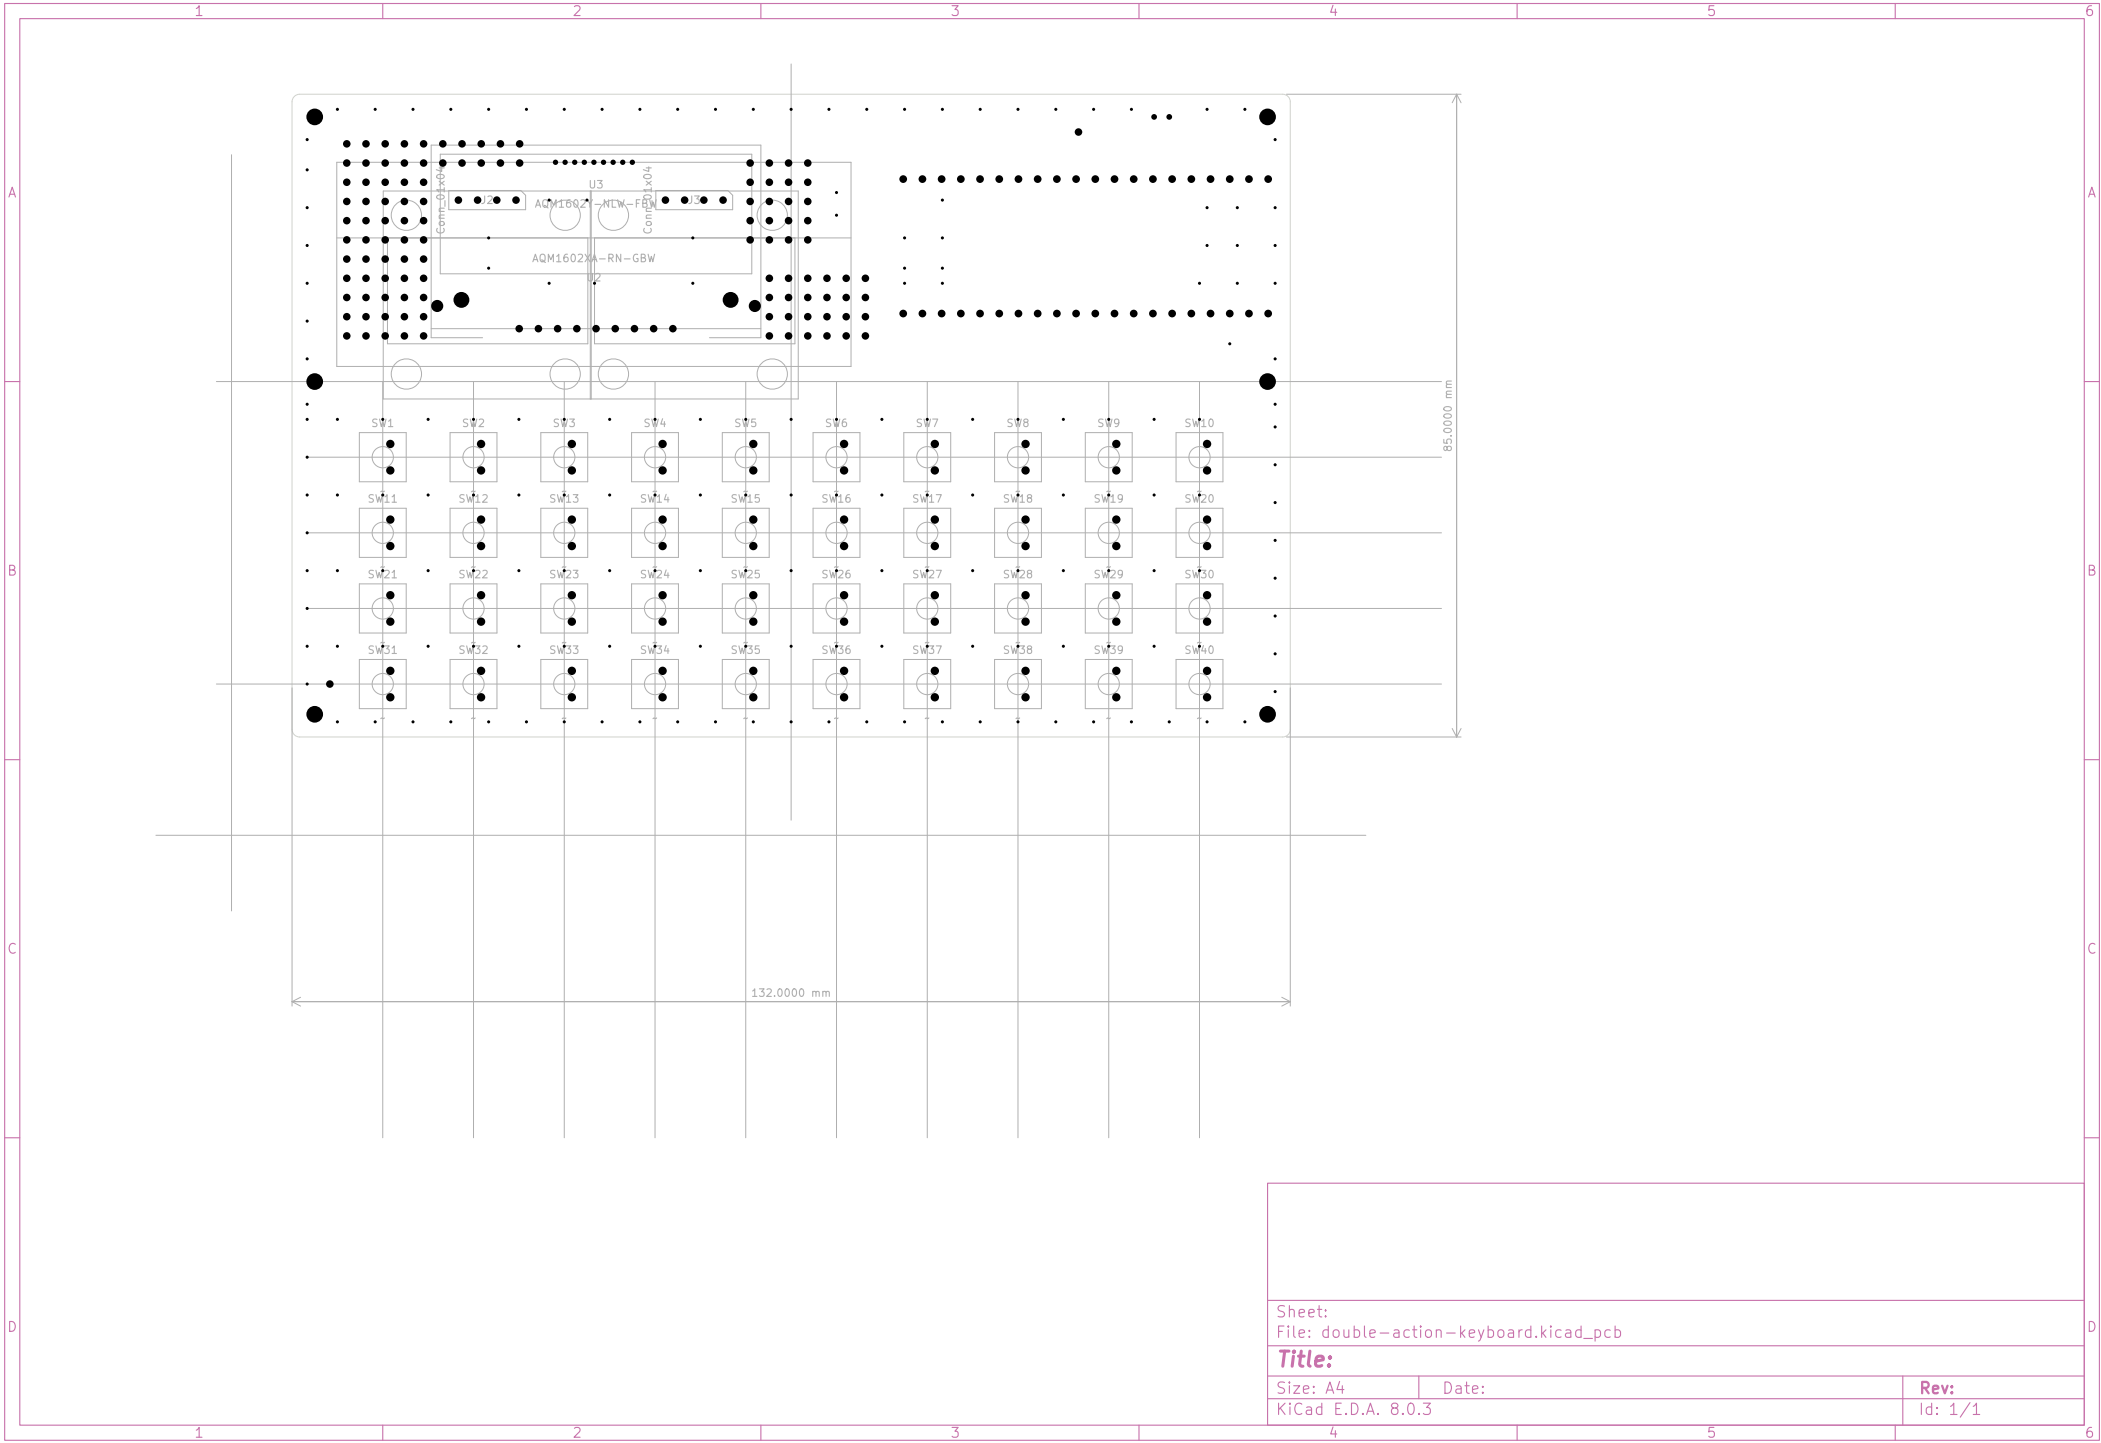 1 2 3 4 5 6
A A
U3
Conn_01x04 Conn_01x04
J2 J3
AQM1602Y-NLW-FBW
AQM1602XA-RN-GBW
U2
85.0000 mm
SW1 SW2 SW3 SW4 SW5 SW6 SW7 SW8 SW9 SW10
SW11 SW12 SW13 SW14 SW15 SW16 SW17 SW18 SW19 SW20
B B
SW21 SW22 SW23 SW24 SW25 SW26 SW27 SW28 SW29 SW30
SW31 SW32 SW33 SW34 SW35 SW36 SW37 SW38 SW39 SW40
C C
132.0000 mm
Sheet:
File: double-action-keyboard.kicad_pcb
D D
Title:
Size: A4 Date: Rev:
KiCad E.D.A. 8.0.3 Id: 1/1
1 2 3 4 5 6